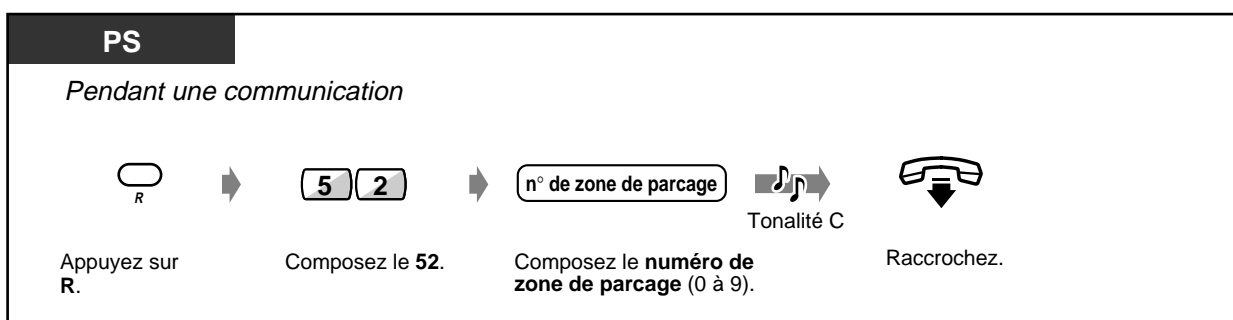 PS
Pendant une communication
R
5 2
n° de zone de parcage
Tonalité C
Appuyez sur
R.
Composez le 52.
Composez le numéro de
zone de parcage (0 à 9).
Raccrochez.